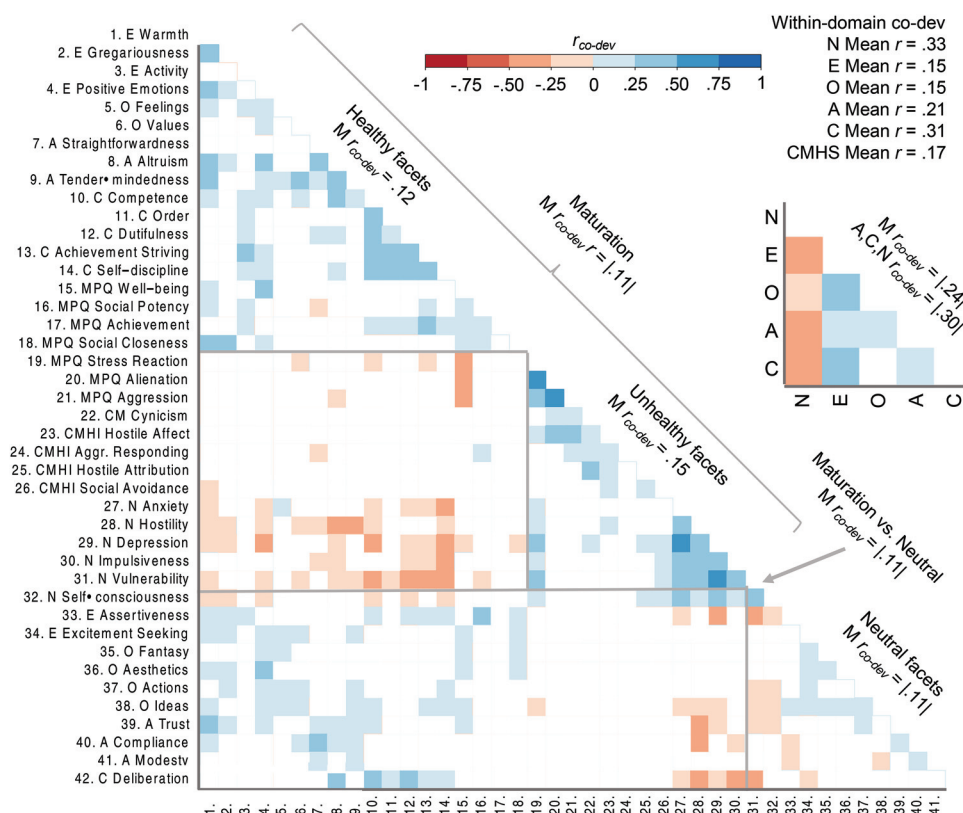 1. E Warmth
2. E Gregariousness
3. E Activity
4. E Positive Emotions
5. O Feelings
6. O Values
7. A Straightforwardness
8. A Altruism
9. A Tender• mindedness
10. C Competence
11. C Order
12. C Dutifulness
13. C Achievement Striving
14. C Self–discipline
15. MPQ Well–being
16. MPQ Social Potency
17. MPQ Achievement
18. MPQ Social Closeness
19. MPQ Stress Reaction
20. MPQ Alienation
21. MPQ Aggression
22. CM Cynicism
23. CMHI Hostile Affect
24. CMHI Aggr. Responding
25. CMHI Hostile Attribution
26. CMHI Social Avoidance
27. N Anxiety
28. N Hostility
29. N Depression
30. N Impulsiveness
31. N Vulnerability
32. N Self• consciousness
33. E Assertiveness
34. E Excitement Seeking
35. O Fantasy
36. O Aesthetics
37. O Actions
38. O Ideas
39. A Trust
40. A Compliance
41. A Modestv
42. C Deliberation
1. 2. 3. 4. 5. 6. 7. 8. 9. 10. 11. 12. 13. 14. 15. 16. 17. 18. 19. 20. 21. 22. 23. 24. 25. 26. 27. 28. 29. 30. 31. 32. 33. 34. 35. 36. 37. 38. 39. 40. 41.
r co-dev
-1 -.75 -.50 -.25 0 .25 .50 .75 1
Within-domain co-dev
N Mean r = .33
E Mean r = .15
O Mean r = .15
A Mean r = .21
C Mean r = .31
CMHS Mean r = .17
Healthy facets
M r co-dev = .12
Maturation
M r co-dev r = |.11|
Unhealthy facets
M r co-dev = .15
Maturation vs. Neutral
M r co-dev = |.11|
Neutral facets
M r co-dev = |.11|
N
E
O
A
C
N E O A C
M r co-dev = |.24|
A,C,N r co-dev = |.30|